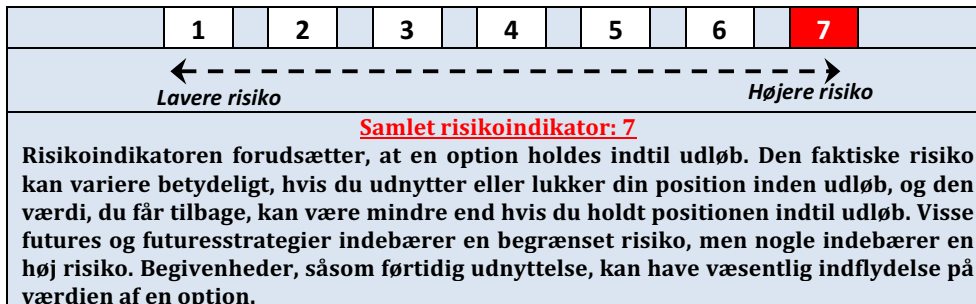 1 2 3 4 5 6 7
Lavere risiko Højere risiko
Samlet risikoindikator: 7
Risikoindikatoren forudsætter, at en option holdes indtil udløb. Den faktiske risiko
kan variere betydeligt, hvis du udnytter eller lukker din position inden udløb, og den
værdi, du får tilbage, kan være mindre end hvis du holdt positionen indtil udløb. Visse
futures og futuresstrategier indebærer en begrænset risiko, men nogle indebærer en
høj risiko. Begivenheder, såsom førtidig udnyttelse, kan have væsentlig indflydelse på
værdien af en option.